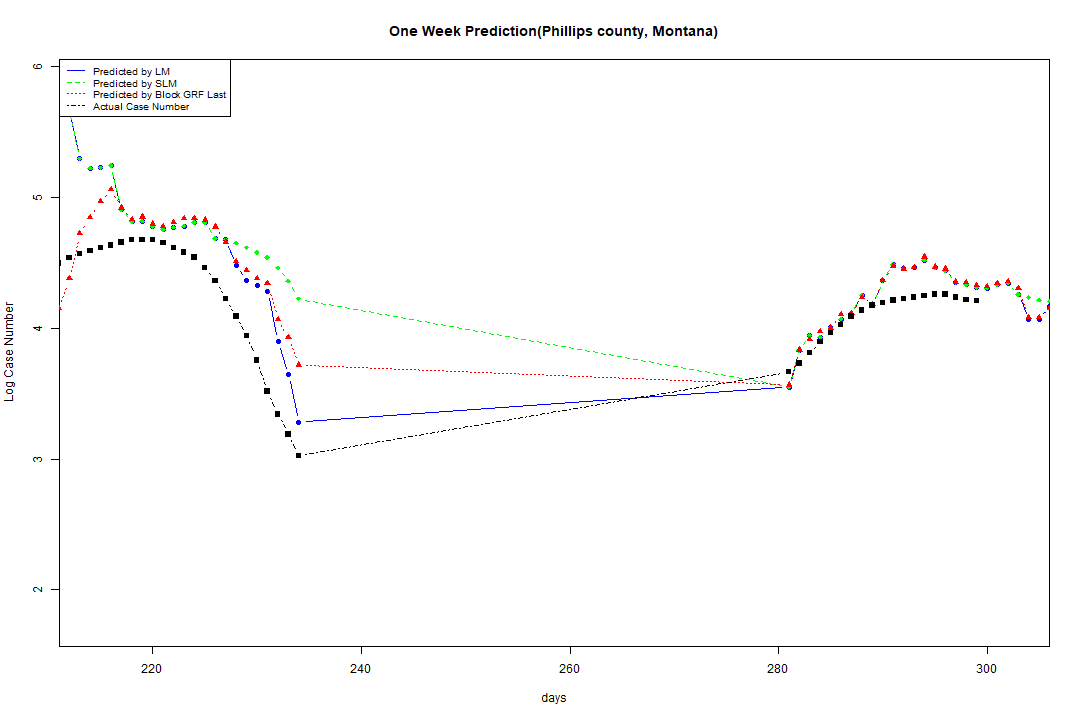 One Week Prediction(Phillips county, Montana)
Predicted by LM
Predicted by SLM
Predicted by Block GRF Last
Actual Case Number
6
5
4
3
2
Log Case Number
220 240 260 280 300
days